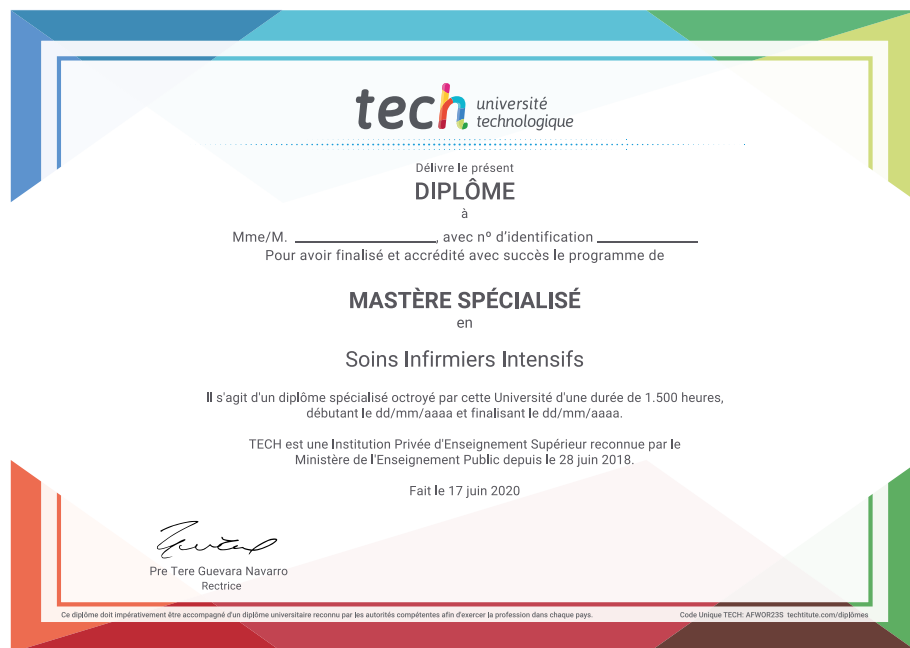 tech université
technologique
Délivre le présent
DIPLÔME
à
Mme/M. ____________, avec nº d'identification ____________
Pour avoir finalisé et accrédité avec succès le programme de
MASTÈRE SPÉCIALISÉ
en
Soins Infirmiers Intensifs
Il s'agit d'un diplôme spécialisé octroyé par cette Université d'une durée de 1.500 heures,
débutant le dd/mm/aaaa et finalisant le dd/mm/aaaa.
TECH est une Institution Privée d'Enseignement Supérieur reconnue par le
Ministère de l'Enseignement Public depuis le 28 juin 2018.
Fait le 17 juin 2020
Pre Tere Guevara Navarro
Rectrice
Ce diplôme doit impérativement être accompagné d'un diplôme universitaire reconnu par les autorités compétentes afin d'exercer la profession dans chaque pays.
Code Unique TECH: AFWOR23S techtitute.com/diplômes